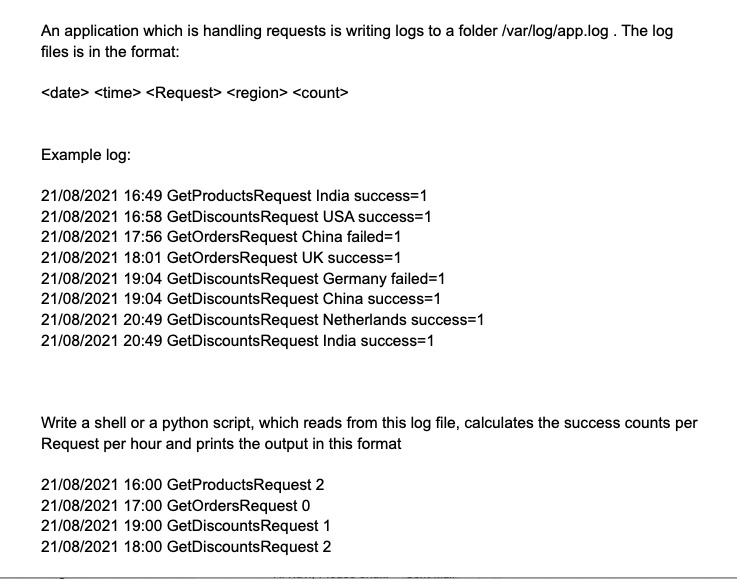 An application which is handling requests is writing logs to a folder /var/log/app.log . The log
files is in the format:
<date> <time> <Request> <region> <count>
Example log:
21/08/2021 16:49 GetProductsRequest India success=1
21/08/2021 16:58 GetDiscountsRequest USA success=1
21/08/2021 17:56 GetOrdersRequest China failed=1
21/08/2021 18:01 GetOrdersRequest UK success=1
21/08/2021 19:04 GetDiscountsRequest Germany failed=1
21/08/2021 19:04 GetDiscountsRequest China success=1
21/08/2021 20:49 GetDiscountsRequest Netherlands success=1
21/08/2021 20:49 GetDiscountsRequest India success=1
Write a shell or a python script, which reads from this log file, calculates the success counts per
Request per hour and prints the output in this format
21/08/2021 16:00 GetProductsRequest 2
21/08/2021 17:00 GetOrdersRequest 0
21/08/2021 19:00 GetDiscountsRequest 1
21/08/2021 18:00 GetDiscountsRequest 2